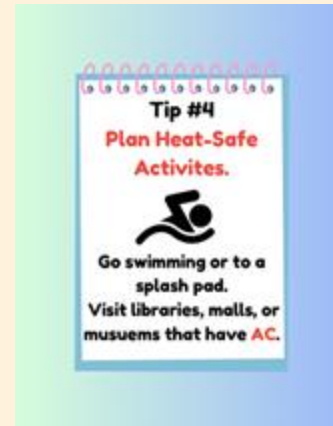 Tip #4
Plan Heat-Safe
Activites.
Go swimming or to a
splash pad.
Visit libraries, malls, or
musuems that have AC.